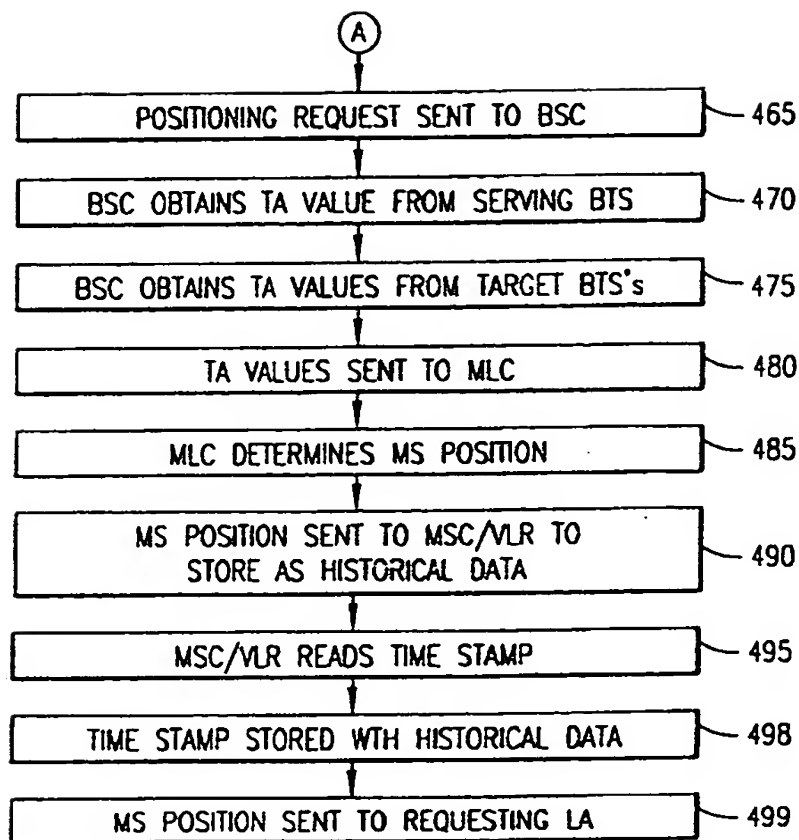 A
POSITIONING REQUEST SENT TO BSC
465
BSC OBTAINS TA VALUE FROM SERVING BTS
470
BSC OBTAINS TA VALUES FROM TARGET BTS's
475
TA VALUES SENT TO MLC
480
MLC DETERMINES MS POSITION
485
MS POSITION SENT TO MSC/VLR TO
STORE AS HISTORICAL DATA
490
MSC/VLR READS TIME STAMP
495
TIME STAMP STORED WTH HISTORICAL DATA
498
MS POSITION SENT TO REQUESTING LA
499